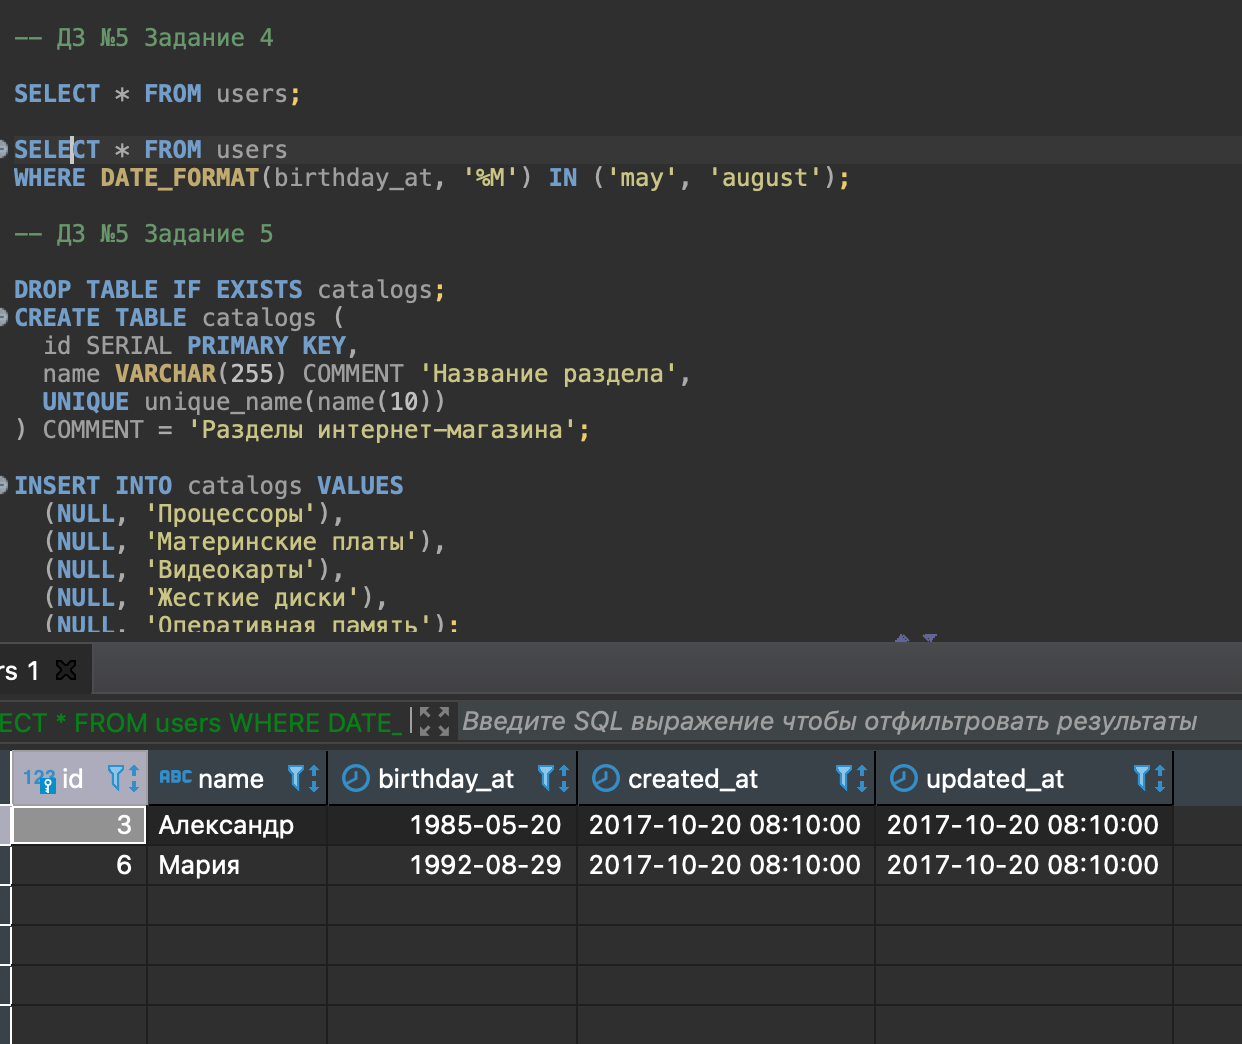 -- ДЗ №5 Задание 4
SELECT * FROM users;
SELECT * FROM users
WHERE DATE_FORMAT(birthday_at, '%M') IN ('may', 'august');
-- ДЗ №5 Задание 5
DROP TABLE IF EXISTS catalogs;
CREATE TABLE catalogs (
id SERIAL PRIMARY KEY,
name VARCHAR(255) COMMENT 'Название раздела',
UNIQUE unique_name(name(10))
) COMMENT = 'Разделы интернет-магазина';
INSERT INTO catalogs VALUES
(NULL, 'Процессоры'),
(NULL, 'Материнские платы'),
(NULL, 'Видеокарты'),
(NULL, 'Жесткие диски'),
(NULL, 'Оперативная память');
rs 1
ECT * FROM users WHERE DATE_ Введите SQL выражение чтобы отфильтровать результаты
123 id ABC name birthday_at created_at updated_at
3 Александр 1985-05-20 2017-10-20 08:10:00 2017-10-20 08:10:00
6 Мария 1992-08-29 2017-10-20 08:10:00 2017-10-20 08:10:00